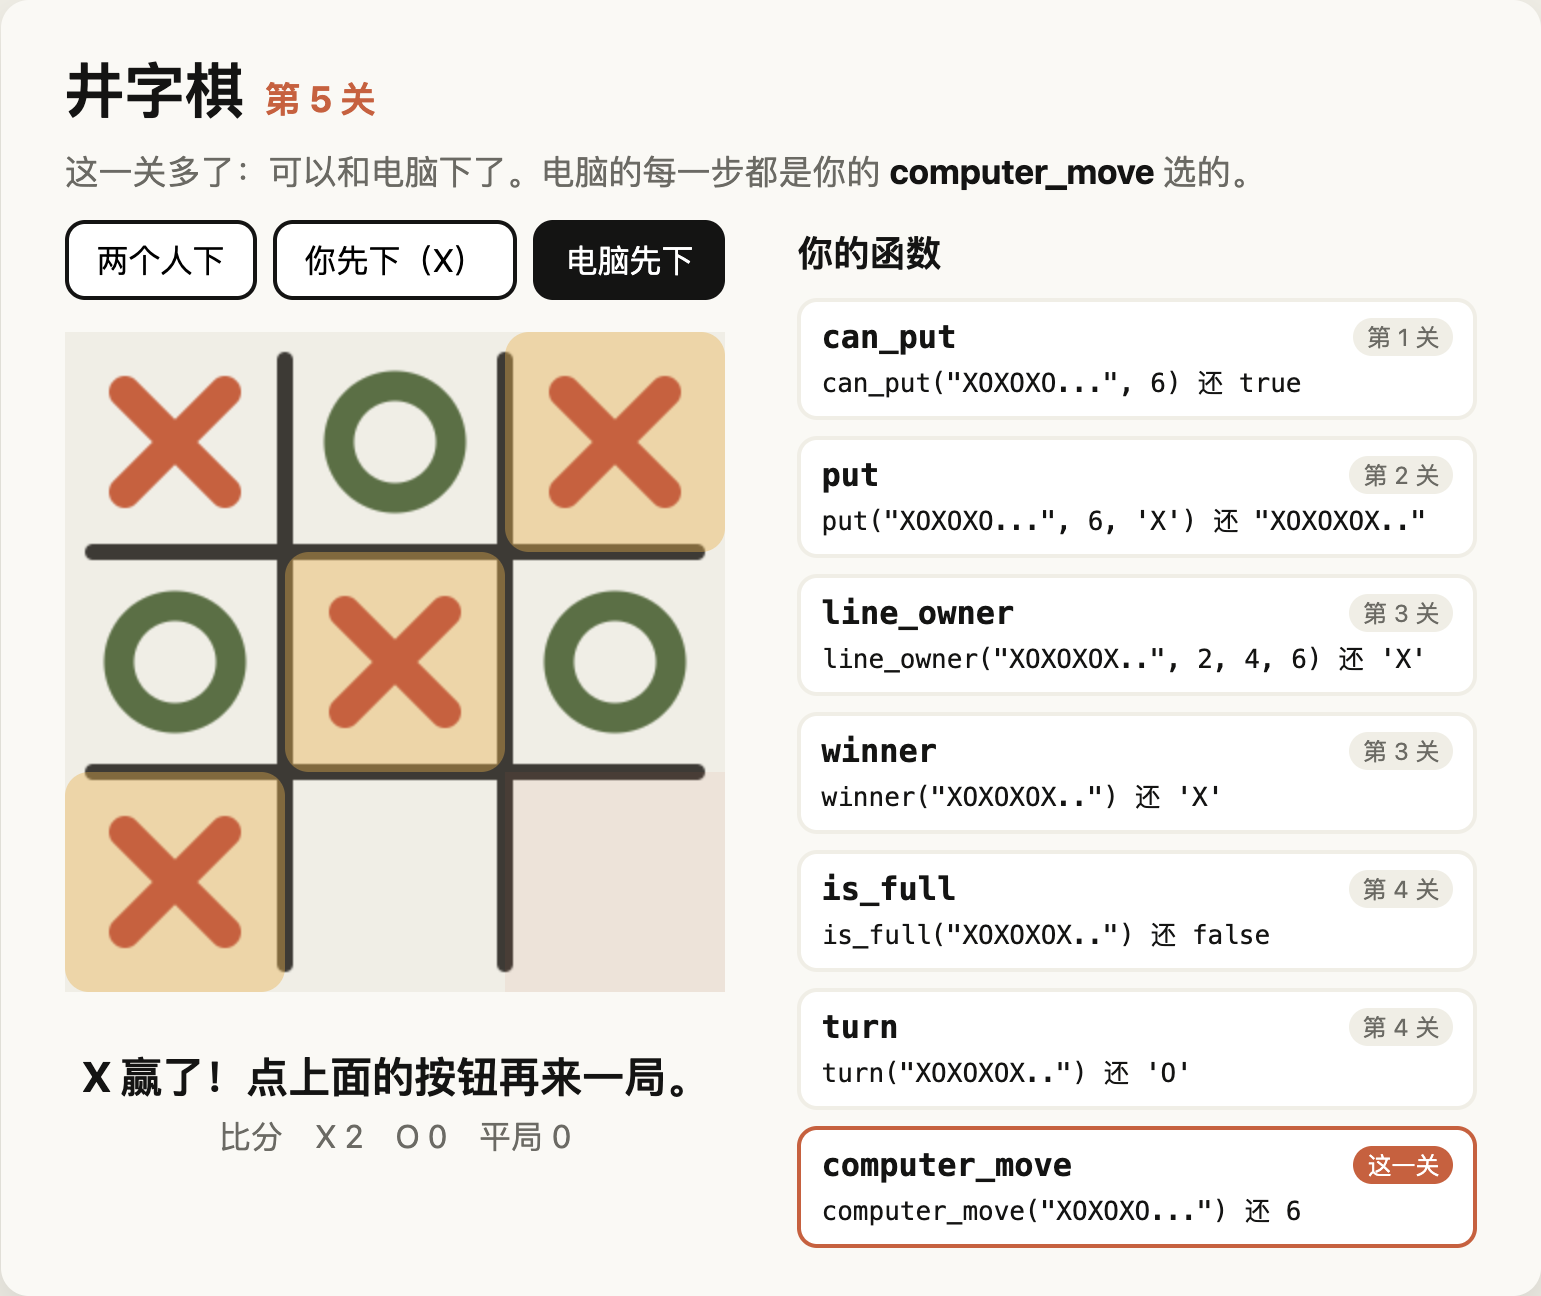 井字棋 第 5 关
这一关多了：可以和电脑下了。电脑的每一步都是你的 computer_move 选的。
两个人下 你先下（X） 电脑先下
X O X
O X O
X
X 赢了！点上面的按钮再来一局。
比分 X 2 O 0 平局 0
你的函数
can_put 第 1 关
can_put("XOXOXO...", 6) 还 true
put 第 2 关
put("XOXOXO...", 6, 'X') 还 "XOXOXOX.."
line_owner 第 3 关
line_owner("XOXOXOX..", 2, 4, 6) 还 'X'
winner 第 3 关
winner("XOXOXOX..") 还 'X'
is_full 第 4 关
is_full("XOXOXOX..") 还 false
turn 第 4 关
turn("XOXOXOX..") 还 'O'
computer_move 这一关
computer_move("XOXOXO...") 还 6